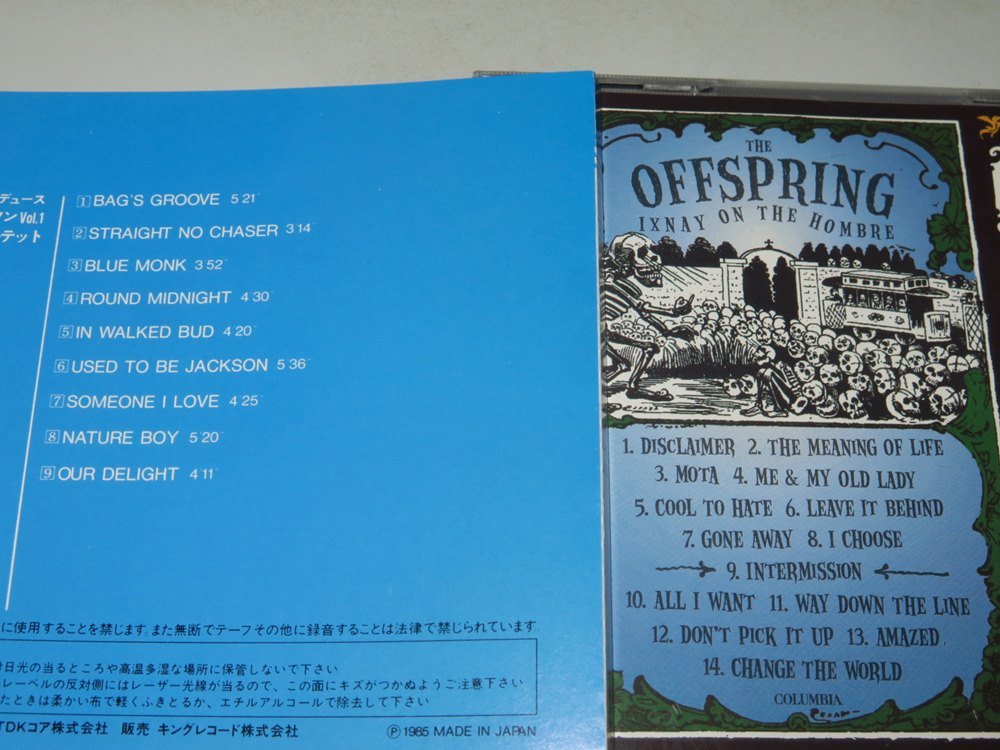 デュース
ソン Vol.1
ーテット
1 BAG'S GROOVE 5 21
2 STRAIGHT NO CHASER 3 14
3 BLUE MONK 3 52
4 ROUND MIDNIGHT 4 30
5 IN WALKED BUD 4 20
6 USED TO BE JACKSON 5 36
7 SOMEONE I LOVE 4 25
8 NATURE BOY 5 20
9 OUR DELIGHT 4 11
に使用することを禁じます。また無断でテープその他に録音することは法律で禁じられています
日光の当るところや高温多湿な場所に保管しないで下さい
レーベルの反対側にはレーザー光線が当るので、この面にキズがつかぬようご注意下さい
たときは柔かい布で軽くふきとるか、エチルアルコールで除去して下さい
TDKコア株式会社 販売 キングレコード株式会社
Ⓟ 1985 MADE IN JAPAN
THE
OFFSPRING
IXNAY ON THE HOMBRE
1. DISCLAIMER 2. THE MEANING OF LIFE
3. MOTA 4. ME & MY OLD LADY
5. COOL TO HATE 6. LEAVE IT BEHIND
7. GONE AWAY 8. I CHOOSE
9. INTERMISSION
10. ALL I WANT 11. WAY DOWN THE LINE
12. DON'T PICK IT UP 13. AMAZED
14. CHANGE THE WORLD
COLUMBIA